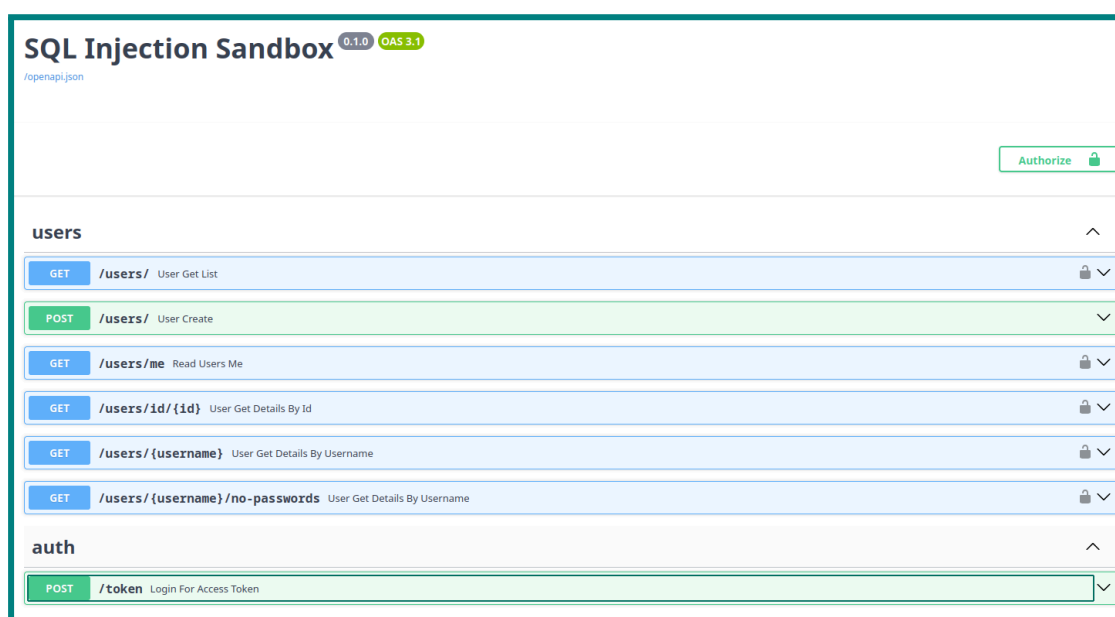 SQL Injection Sandbox 0.1.0 OAS 3.1
/openapi.json
Authorize
users
GET /users/ User Get List
POST /users/ User Create
GET /users/me Read Users Me
GET /users/id/{id} User Get Details By Id
GET /users/{username} User Get Details By Username
GET /users/{username}/no-passwords User Get Details By Username
auth
POST /token Login For Access Token